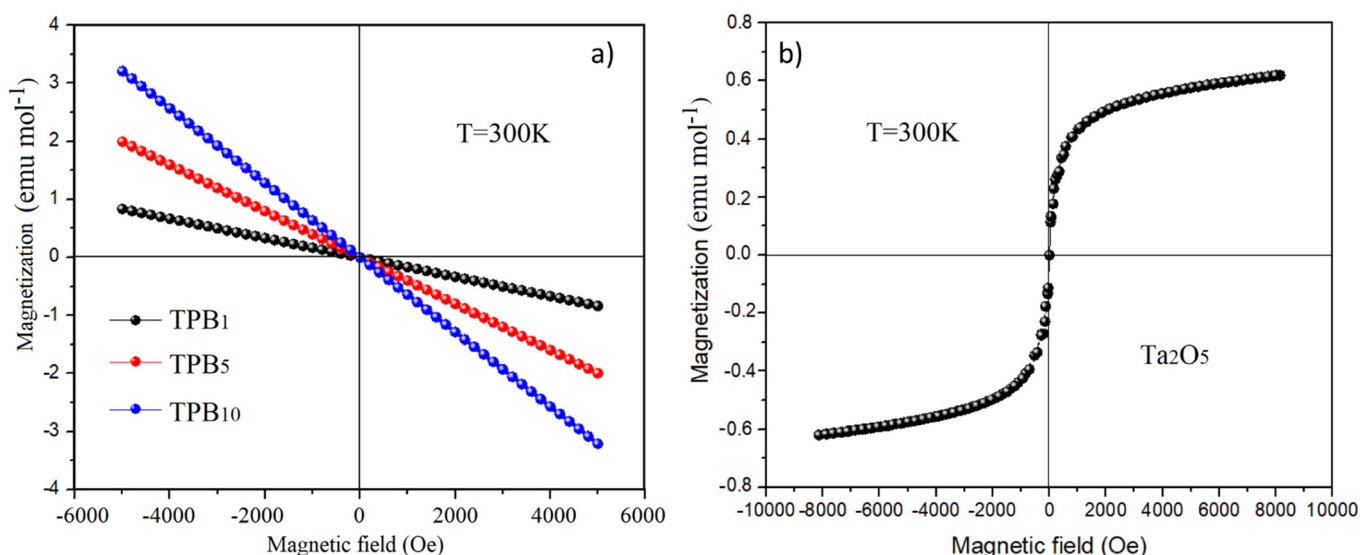 a)
T=300K
Magnetization (emu mol⁻¹)
4
3
2
1
0
-1
-2
-3
-4
TPB₁
TPB₅
TPB₁₀
-6000 -4000 -2000 0 2000 4000 6000
Magnetic field (Oe)
b)
T=300K
Magnetization (emu mol⁻¹)
0.8
0.6
0.4
0.2
0.0
-0.2
-0.4
-0.6
-0.8
Ta₂O₅
-10000 -8000 -6000 -4000 -2000 0 2000 4000 6000 8000 10000
Magnetic field (Oe)